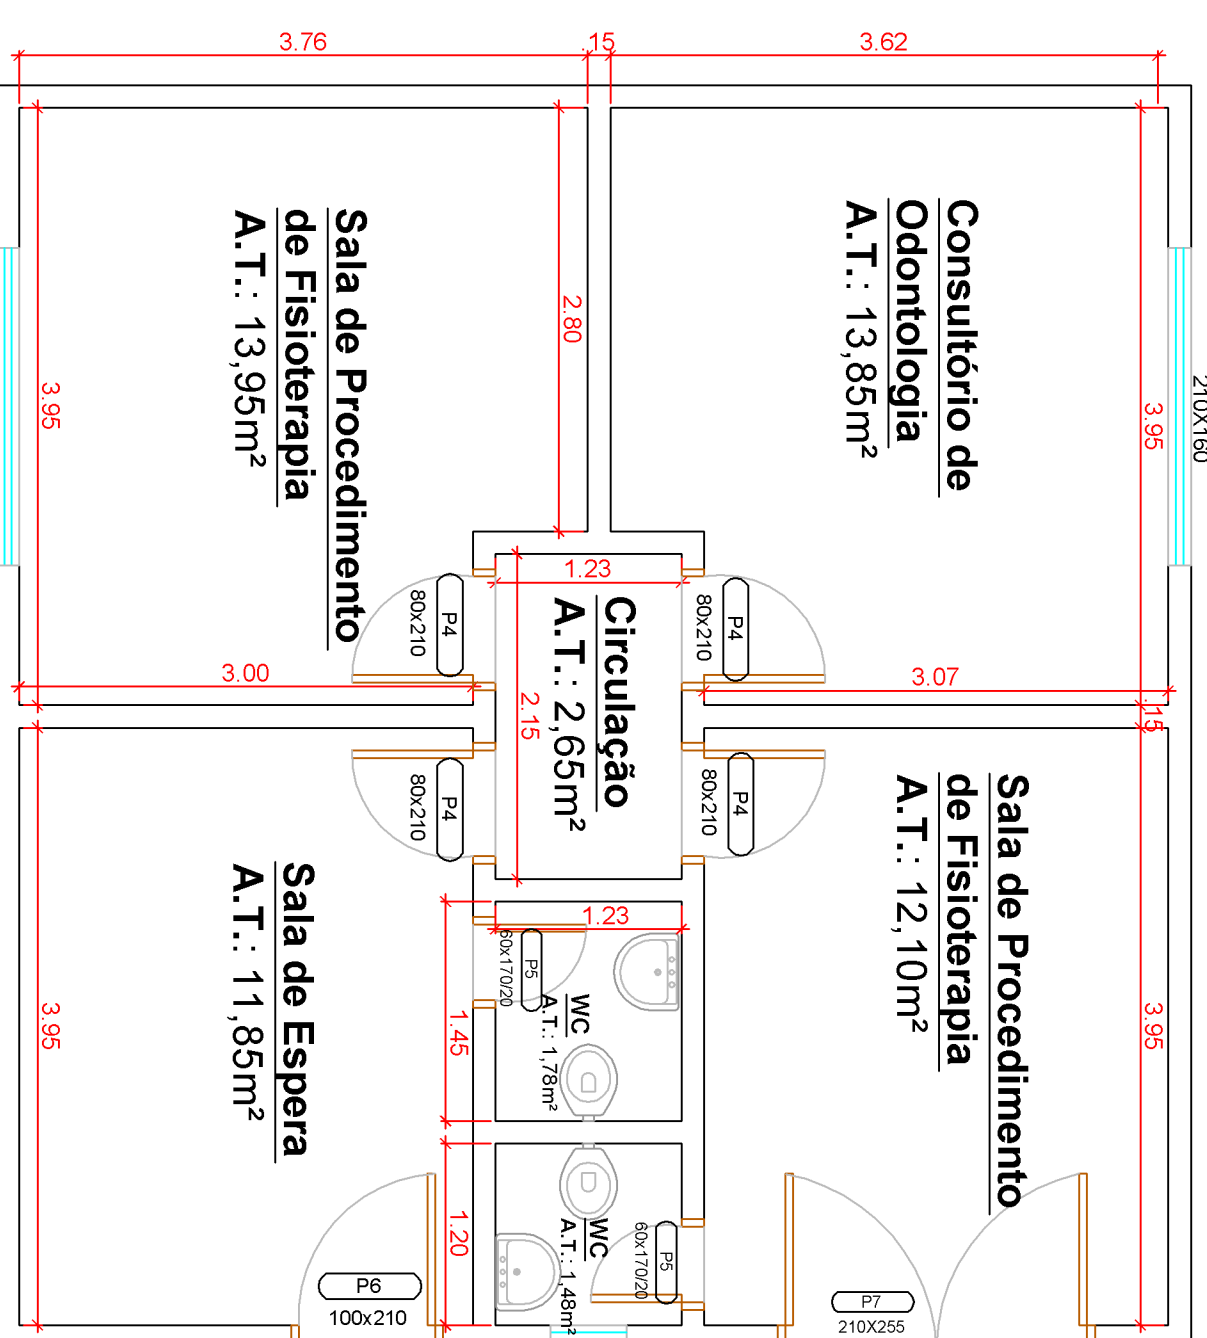 3.76
.15
3.62
210X160
Consultório de
Odontologia
A.T.: 13,85m²
3.95
Sala de Procedimento
de Fisioterapia
A.T.: 13,95m²
2.80
3.95
1.23
Circulação
A.T.: 2,65m²
2.15
P4
80x210
P4
80x210
3.00
3.07
.15
P4
80x210
P4
80x210
Sala de Procedimento
de Fisioterapia
A.T.: 12,10m²
3.95
Sala de Espera
A.T.: 11,85m²
3.95
1.23
P5
60x170/20
WC
A.T.: 1,78m²
1.45
WC
A.T.: 1,48m²
1.20
P5
60x170/20
P6
100x210
P7
210X255